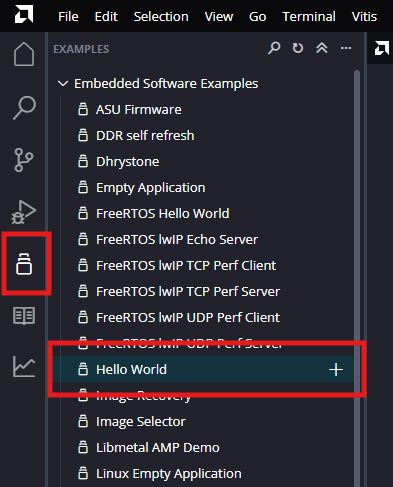 File Edit Selection View Go Terminal Vitis
EXAMPLES
Embedded Software Examples
ASU Firmware
DDR self refresh
Dhrystone
Empty Application
FreeRTOS Hello World
FreeRTOS lwIP Echo Server
FreeRTOS lwIP TCP Perf Client
FreeRTOS lwIP TCP Perf Server
FreeRTOS lwIP UDP Perf Client
FreeRTOS lwIP UDP Perf Server
Hello World
Image Recovery
Image Selector
Libmetal AMP Demo
Linux Empty Application